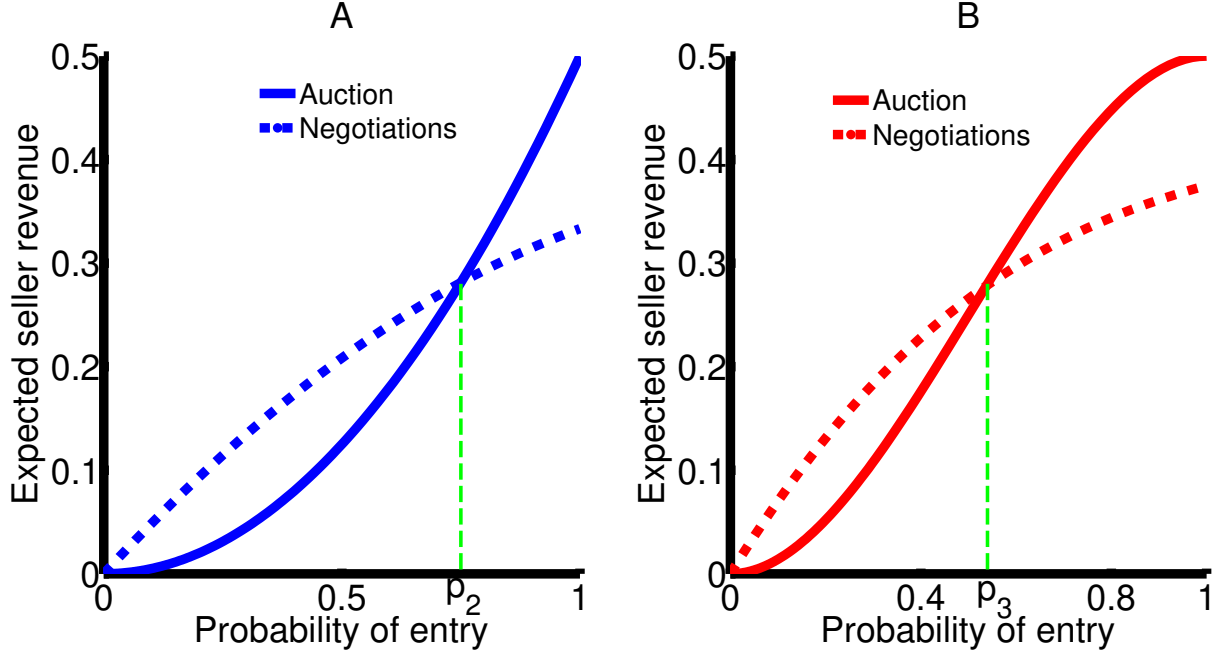 A
Expected seller revenue
0.5
0.4
0.3
0.2
0.1
0
Auction
Negotiations
0
0.5
p2
1
Probability of entry
B
Expected seller revenue
0.5
0.4
0.3
0.2
0.1
0
Auction
Negotiations
0
0.4
p3
0.8
1
Probability of entry